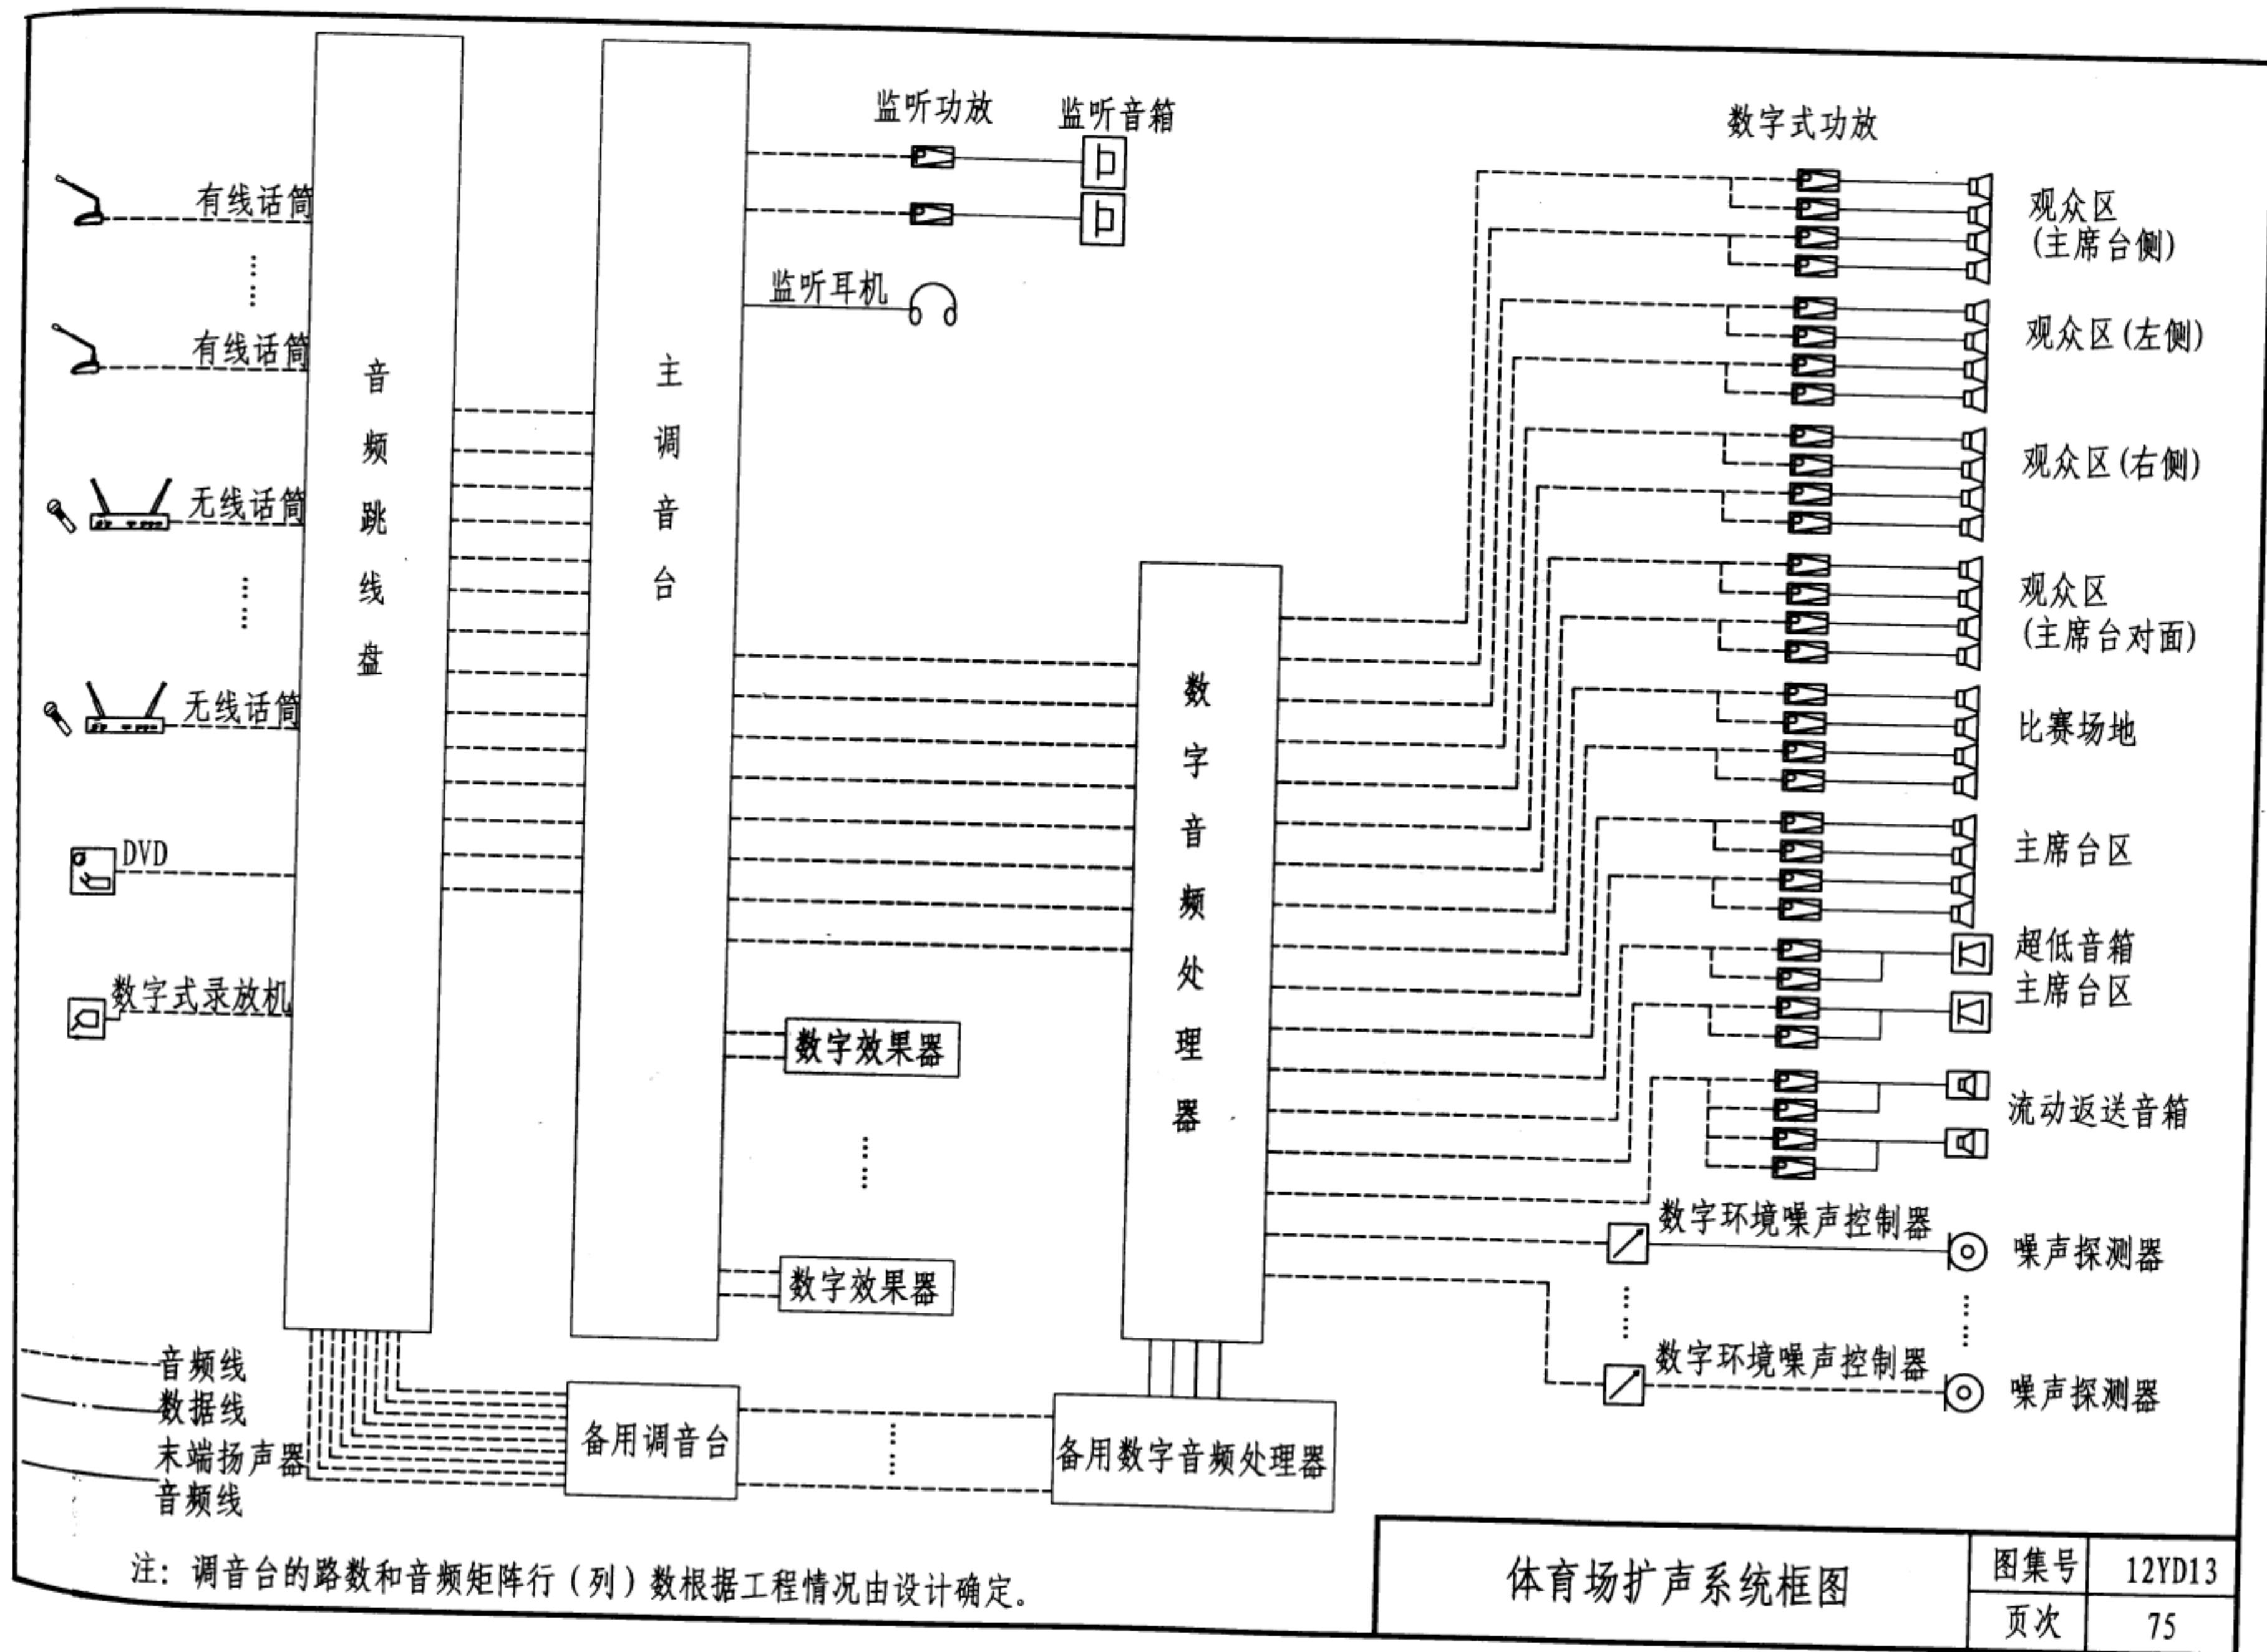 监听功放
监听音箱
数字式功放
有线话筒
……
有线话筒
无线话筒
……
无线话筒
DVD
数字式录放机
音频跳线盘
主调音台
监听耳机
数字效果器
……
数字效果器
数字音频处理器
观众区
(主席台侧)
观众区(左侧)
观众区(右侧)
观众区
(主席台对面)
比赛场地
主席台区
超低音箱
主席台区
流动返送音箱
数字环境噪声控制器
噪声探测器
……
……
数字环境噪声控制器
噪声探测器
音频线
数据线
末端扬声器
音频线
备用调音台
……
备用数字音频处理器
注：调音台的路数和音频矩阵行（列）数根据工程情况由设计确定。
体育场扩声系统框图
图集号
12YD13
页次
75